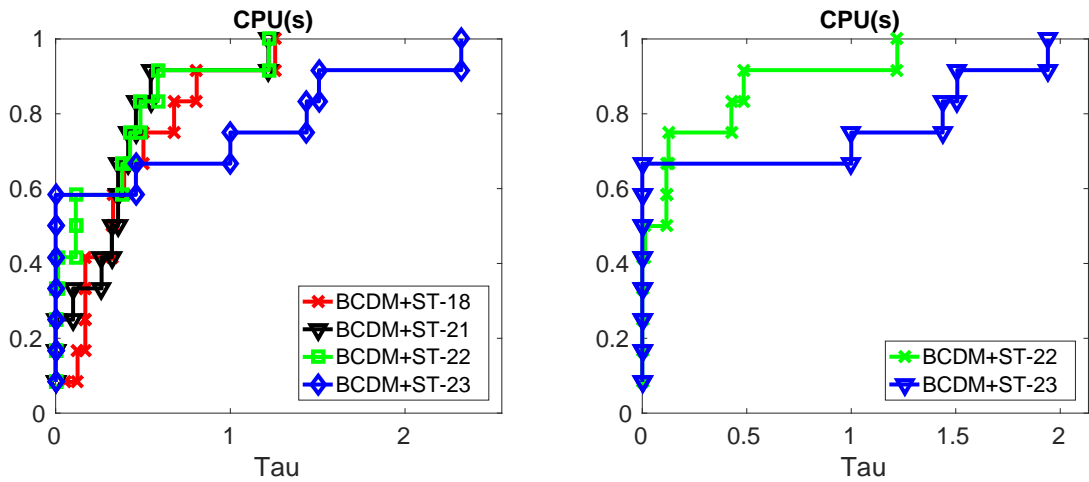 CPU(s)
1
0.8
0.6
0.4
0.2
0
0
1
2
Tau
BCDM+ST-18
BCDM+ST-21
BCDM+ST-22
BCDM+ST-23
CPU(s)
1
0.8
0.6
0.4
0.2
0
0
0.5
1
1.5
2
Tau
BCDM+ST-22
BCDM+ST-23